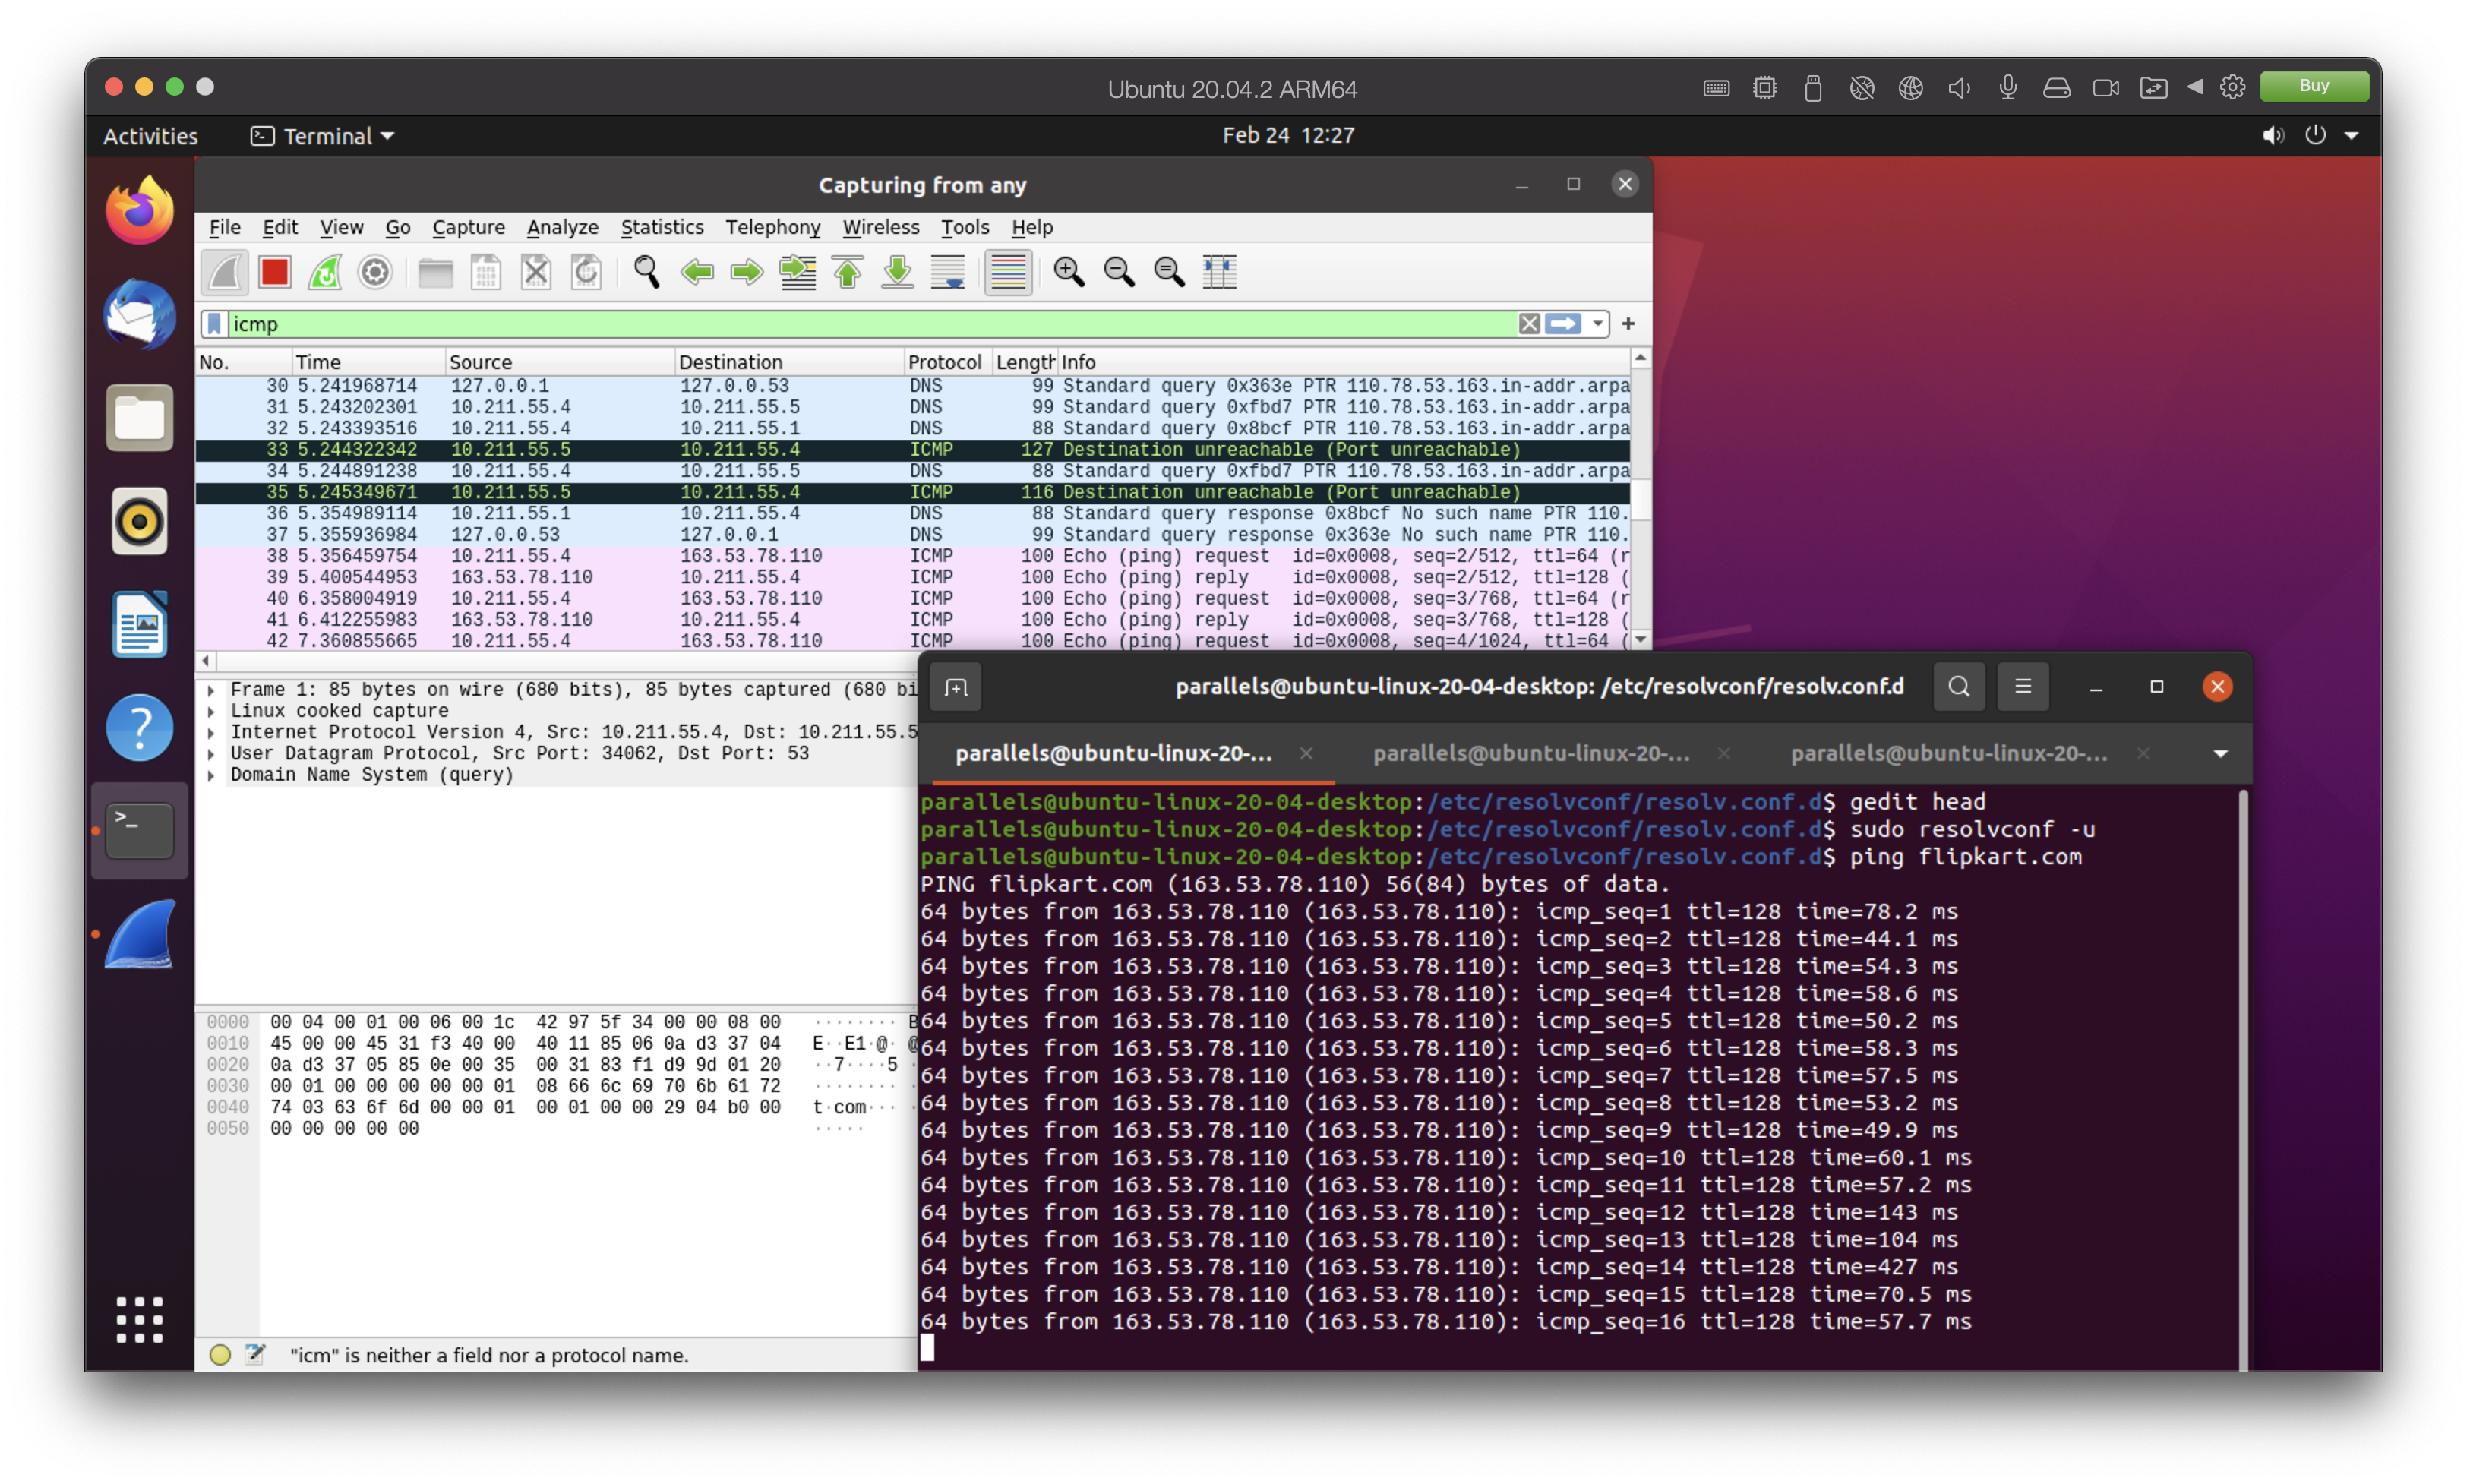 Ubuntu 20.04.2 ARM64
Buy
Activities Terminal Feb 24 12:27
Capturing from any
File Edit View Go Capture Analyze Statistics Telephony Wireless Tools Help
icmp
No. Time Source Destination Protocol Length Info
30 5.241968714 127.0.0.1 127.0.0.53 DNS 99 Standard query 0x363e PTR 110.78.53.163.in-addr.arpa
31 5.243202301 10.211.55.4 10.211.55.5 DNS 99 Standard query 0xfbd7 PTR 110.78.53.163.in-addr.arpa
32 5.243393516 10.211.55.4 10.211.55.1 DNS 88 Standard query 0x8bcf PTR 110.78.53.163.in-addr.arpa
33 5.244322342 10.211.55.5 10.211.55.4 ICMP 127 Destination unreachable (Port unreachable)
34 5.244891238 10.211.55.4 10.211.55.5 DNS 88 Standard query 0xfbd7 PTR 110.78.53.163.in-addr.arpa
35 5.245349671 10.211.55.5 10.211.55.4 ICMP 116 Destination unreachable (Port unreachable)
36 5.354989114 10.211.55.1 10.211.55.4 DNS 88 Standard query response 0x8bcf No such name PTR 110.
37 5.355936984 127.0.0.53 127.0.0.1 DNS 99 Standard query response 0x363e No such name PTR 110.
38 5.356459754 10.211.55.4 163.53.78.110 ICMP 100 Echo (ping) request id=0x0008, seq=2/512, ttl=64 (r
39 5.400544953 163.53.78.110 10.211.55.4 ICMP 100 Echo (ping) reply id=0x0008, seq=2/512, ttl=128 (
40 6.358004919 10.211.55.4 163.53.78.110 ICMP 100 Echo (ping) request id=0x0008, seq=3/768, ttl=64 (r
41 6.412255983 163.53.78.110 10.211.55.4 ICMP 100 Echo (ping) reply id=0x0008, seq=3/768, ttl=128 (
42 7.360855665 10.211.55.4 163.53.78.110 ICMP 100 Echo (ping) request id=0x0008, seq=4/1024, ttl=64 (
Frame 1: 85 bytes on wire (680 bits), 85 bytes captured (680 bi
Linux cooked capture
Internet Protocol Version 4, Src: 10.211.55.4, Dst: 10.211.55.5
User Datagram Protocol, Src Port: 34062, Dst Port: 53
Domain Name System (query)
0000 00 04 00 01 00 06 00 1c 42 97 5f 34 00 00 08 00 ········ B
0010 45 00 00 45 31 f3 40 00 40 11 85 06 0a d3 37 04 E··E1·@· @
0020 0a d3 37 05 85 0e 00 35 00 31 83 f1 d9 9d 01 20 ··7····5 ·
0030 00 01 00 00 00 00 00 01 08 66 6c 69 70 6b 61 72 ········ ·
0040 74 03 63 6f 6d 00 00 01 00 01 00 00 29 04 b0 00 t·com··· ·
0050 00 00 00 00 00 ·····
"icm" is neither a field nor a protocol name.
parallels@ubuntu-linux-20-04-desktop: /etc/resolvconf/resolv.conf.d
parallels@ubuntu-linux-20-... parallels@ubuntu-linux-20-... parallels@ubuntu-linux-20-...
parallels@ubuntu-linux-20-04-desktop:/etc/resolvconf/resolv.conf.d$ gedit head
parallels@ubuntu-linux-20-04-desktop:/etc/resolvconf/resolv.conf.d$ sudo resolvconf -u
parallels@ubuntu-linux-20-04-desktop:/etc/resolvconf/resolv.conf.d$ ping flipkart.com
PING flipkart.com (163.53.78.110) 56(84) bytes of data.
64 bytes from 163.53.78.110 (163.53.78.110): icmp_seq=1 ttl=128 time=78.2 ms
64 bytes from 163.53.78.110 (163.53.78.110): icmp_seq=2 ttl=128 time=44.1 ms
64 bytes from 163.53.78.110 (163.53.78.110): icmp_seq=3 ttl=128 time=54.3 ms
64 bytes from 163.53.78.110 (163.53.78.110): icmp_seq=4 ttl=128 time=58.6 ms
64 bytes from 163.53.78.110 (163.53.78.110): icmp_seq=5 ttl=128 time=50.2 ms
64 bytes from 163.53.78.110 (163.53.78.110): icmp_seq=6 ttl=128 time=58.3 ms
64 bytes from 163.53.78.110 (163.53.78.110): icmp_seq=7 ttl=128 time=57.5 ms
64 bytes from 163.53.78.110 (163.53.78.110): icmp_seq=8 ttl=128 time=53.2 ms
64 bytes from 163.53.78.110 (163.53.78.110): icmp_seq=9 ttl=128 time=49.9 ms
64 bytes from 163.53.78.110 (163.53.78.110): icmp_seq=10 ttl=128 time=60.1 ms
64 bytes from 163.53.78.110 (163.53.78.110): icmp_seq=11 ttl=128 time=57.2 ms
64 bytes from 163.53.78.110 (163.53.78.110): icmp_seq=12 ttl=128 time=143 ms
64 bytes from 163.53.78.110 (163.53.78.110): icmp_seq=13 ttl=128 time=104 ms
64 bytes from 163.53.78.110 (163.53.78.110): icmp_seq=14 ttl=128 time=427 ms
64 bytes from 163.53.78.110 (163.53.78.110): icmp_seq=15 ttl=128 time=70.5 ms
64 bytes from 163.53.78.110 (163.53.78.110): icmp_seq=16 ttl=128 time=57.7 ms